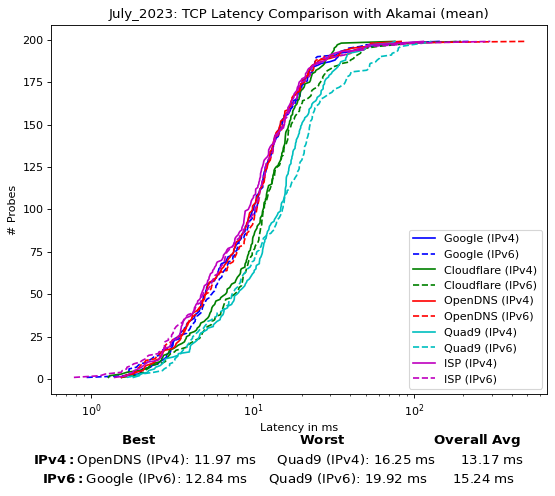 July_2023: TCP Latency Comparison with Akamai (mean)
# Probes
200
175
150
125
100
75
50
25
0
10⁰
10¹
10²
Latency in ms
Google (IPv4)
Google (IPv6)
Cloudflare (IPv4)
Cloudflare (IPv6)
OpenDNS (IPv4)
OpenDNS (IPv6)
Quad9 (IPv4)
Quad9 (IPv6)
ISP (IPv4)
ISP (IPv6)
Best Worst Overall Avg
IPv4: OpenDNS (IPv4): 11.97 ms Quad9 (IPv4): 16.25 ms 13.17 ms
IPv6: Google (IPv6): 12.84 ms Quad9 (IPv6): 19.92 ms 15.24 ms